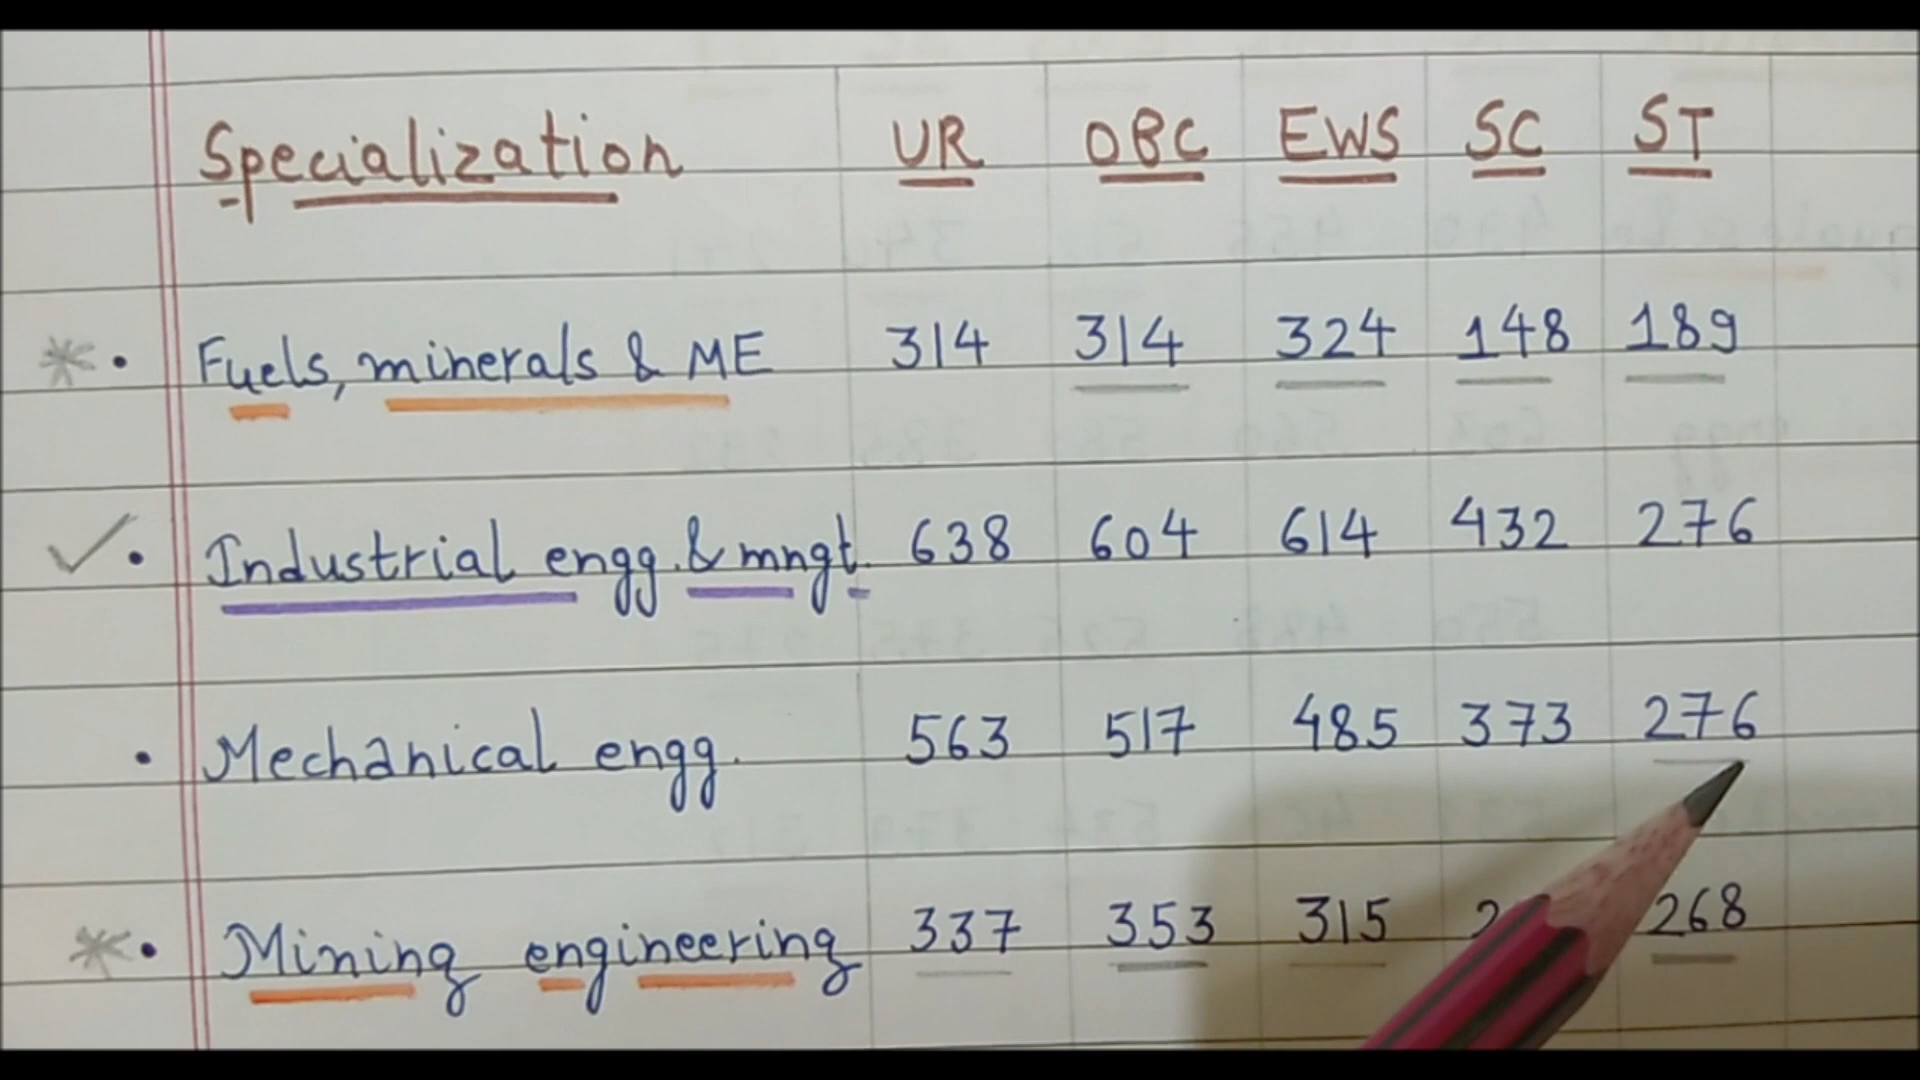 Specialization UR OBC EWS SC ST
Fuels, minerals & ME 314 314 324 148 189
Industrial engg. & mngt. 638 604 614 432 276
Mechanical engg. 563 517 485 373 276
Mining engineering 337 353 315 268